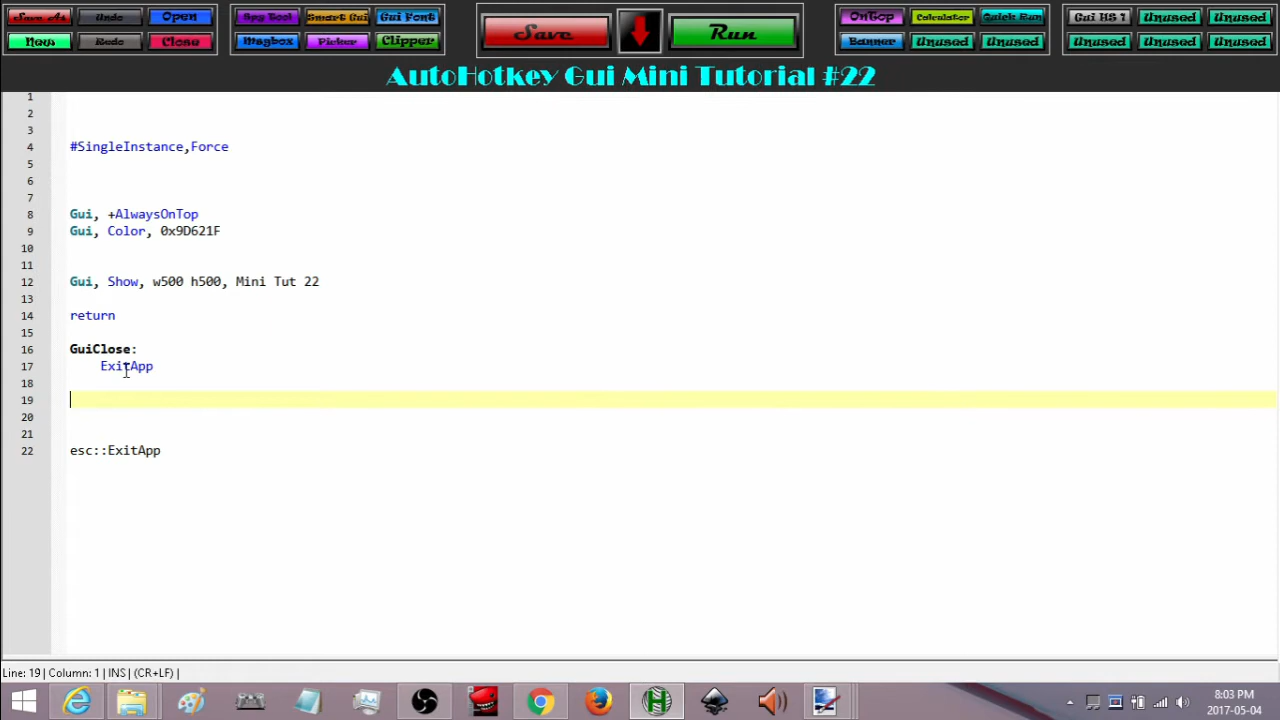 Save As Undo Open Spy Tool Smart Gui Gui Font Save Run OnTop Calculator Quick Run Gui HS 1 Unused Unused
New Redo Close Msgbox Picker Clipper Banner Unused Unused Unused Unused Unused
AutoHotkey Gui Mini Tutorial #22
1
2
3
4 #SingleInstance,Force
5
6
7
8 Gui, +AlwaysOnTop
9 Gui, Color, 0x9D621F
10
11
12 Gui, Show, w500 h500, Mini Tut 22
13
14 return
15
16 GuiClose:
17 ExitApp
18
19
20
21
22 esc::ExitApp
Line: 19 | Column: 1 | INS | (CR+LF) |
8:03 PM
2017-05-04